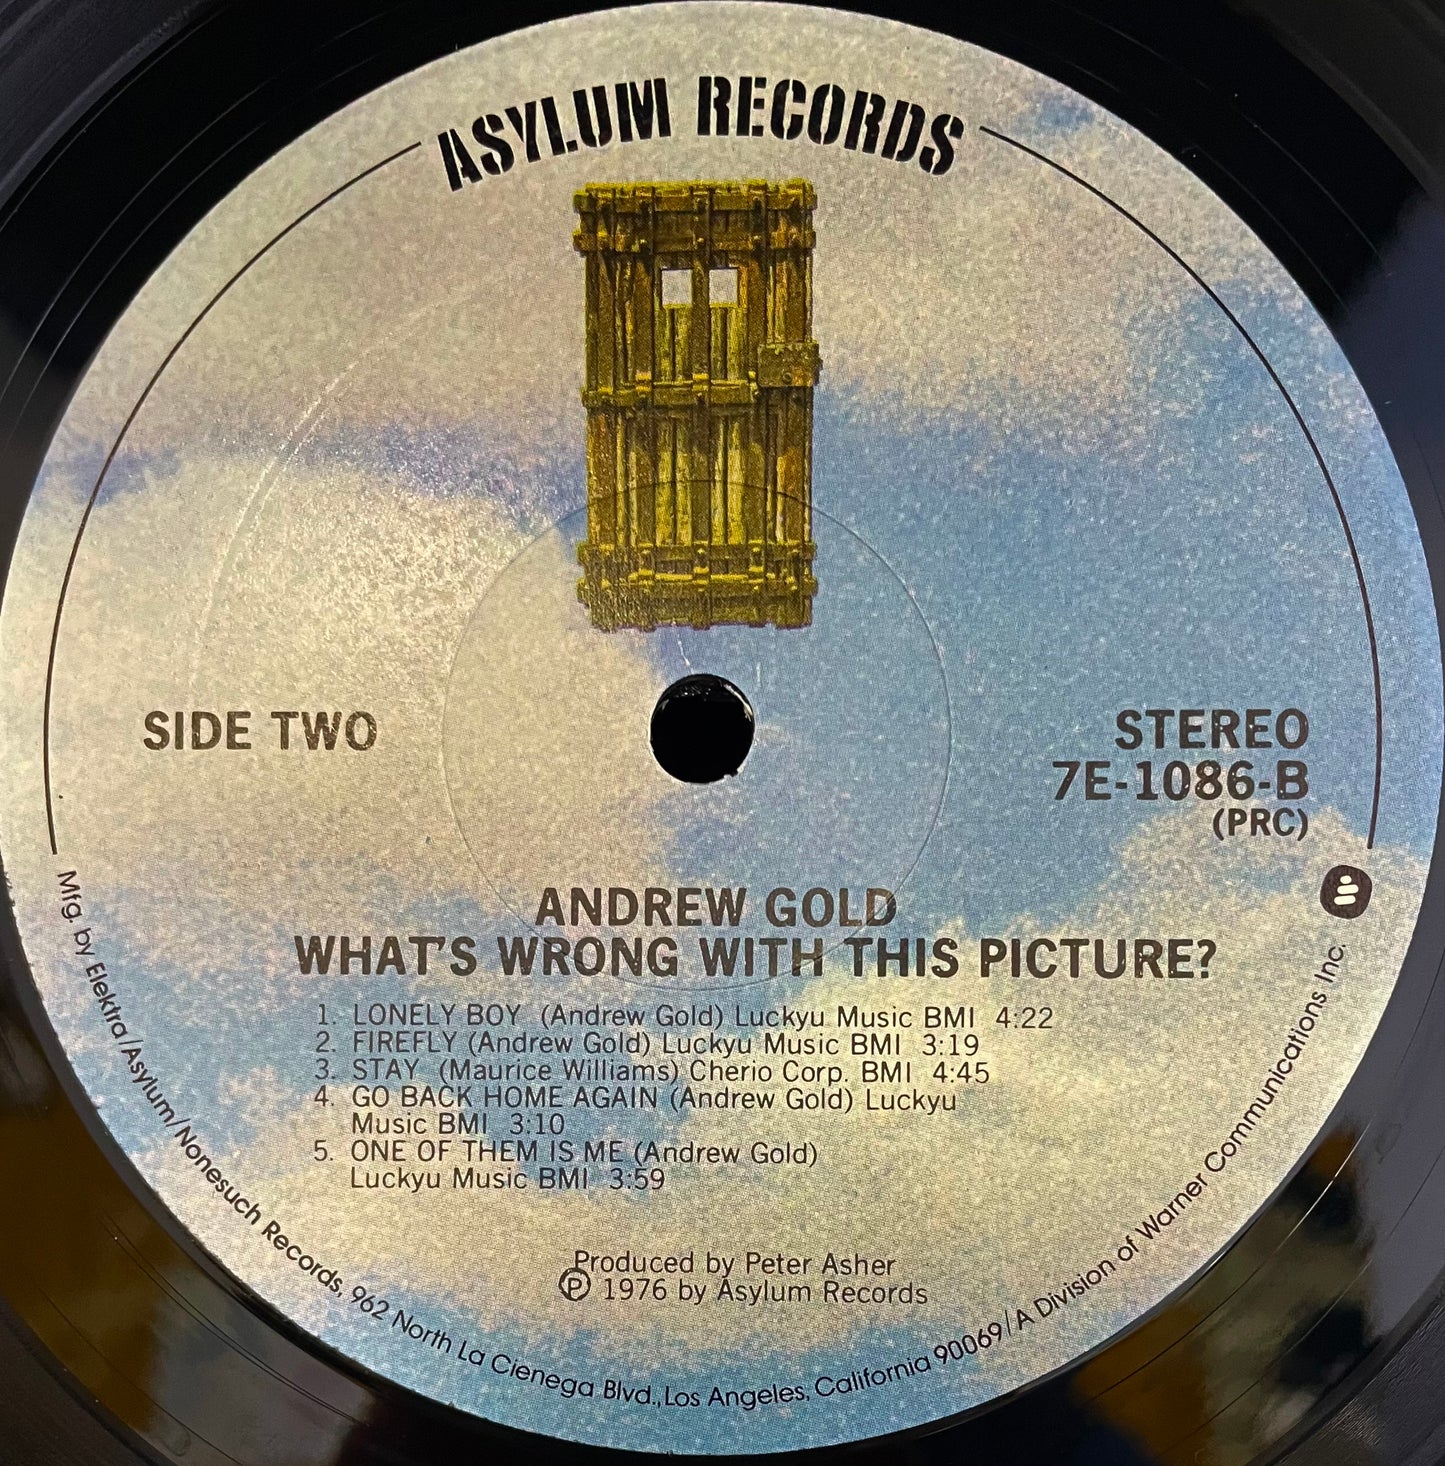 ASYLUM RECORDS
SIDE TWO
STEREO
7E-1086-B
(PRC)
ANDREW GOLD
WHAT'S WRONG WITH THIS PICTURE?
1. LONELY BOY (Andrew Gold) Luckyu Music BMI 4:22
2. FIREFLY (Andrew Gold) Luckyu Music BMI 3:19
3. STAY (Maurice Williams) Cherio Corp. BMI 4:45
4. GO BACK HOME AGAIN (Andrew Gold) Luckyu
Music BMI 3:10
5. ONE OF THEM IS ME (Andrew Gold)
Luckyu Music BMI 3:59
Produced by Peter Asher
℗ 1976 by Asylum Records
Mfg. by Elektra/Asylum/Nonesuch Records, 962 North La Cienega Blvd., Los Angeles, California 90069/A Division of Warner Communications Inc.